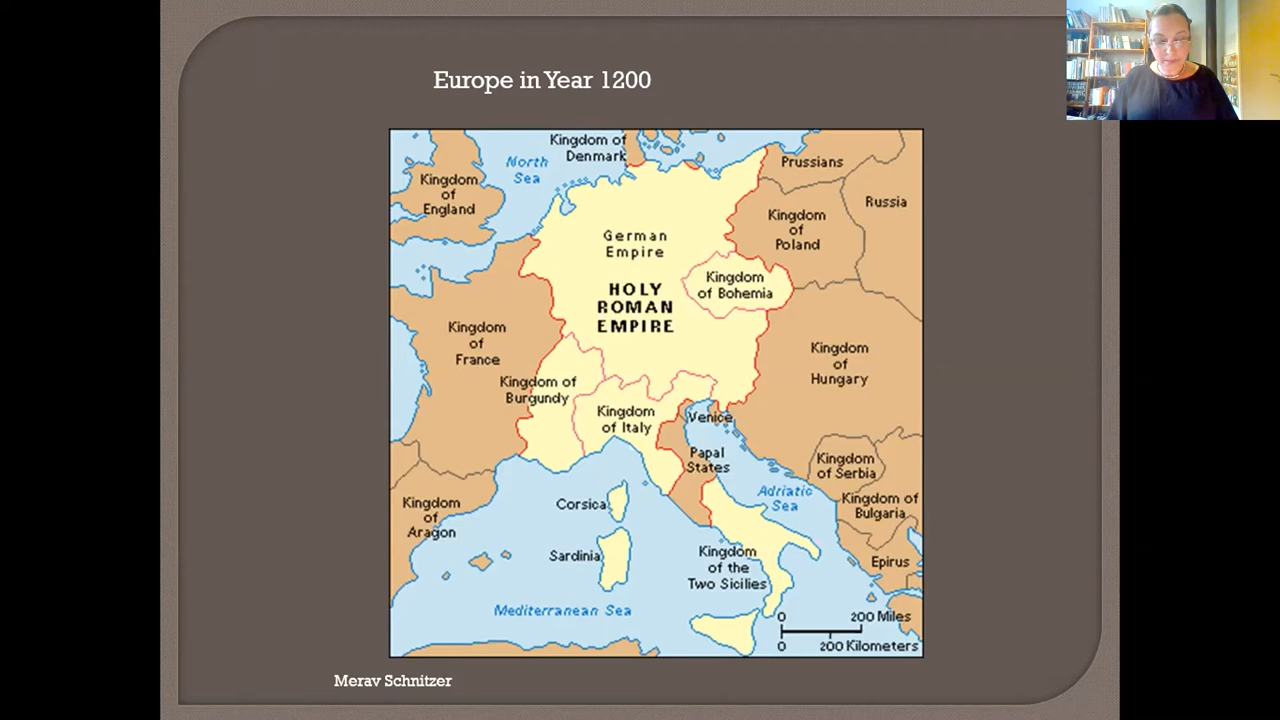 Europe in Year 1200
Kingdom of
Denmark
North
Sea
Prussians
Kingdom
of
England
Russia
Kingdom
of
Poland
German
Empire
HOLY
ROMAN
EMPIRE
Kingdom
of Bohemia
Kingdom
of
France
Kingdom
of
Hungary
Kingdom of
Burgundy
Kingdom
of Italy
Venice
Papal
States
Kingdom
of Serbia
Adriatic
Sea
Kingdom of
Bulgaria
Corsica
Kingdom
of
Aragon
Sardinia
Kingdom
of the
Two Sicilies
Epirus
Mediterranean Sea
0 200 Miles
0 200 Kilometers
Merav Schnitzer